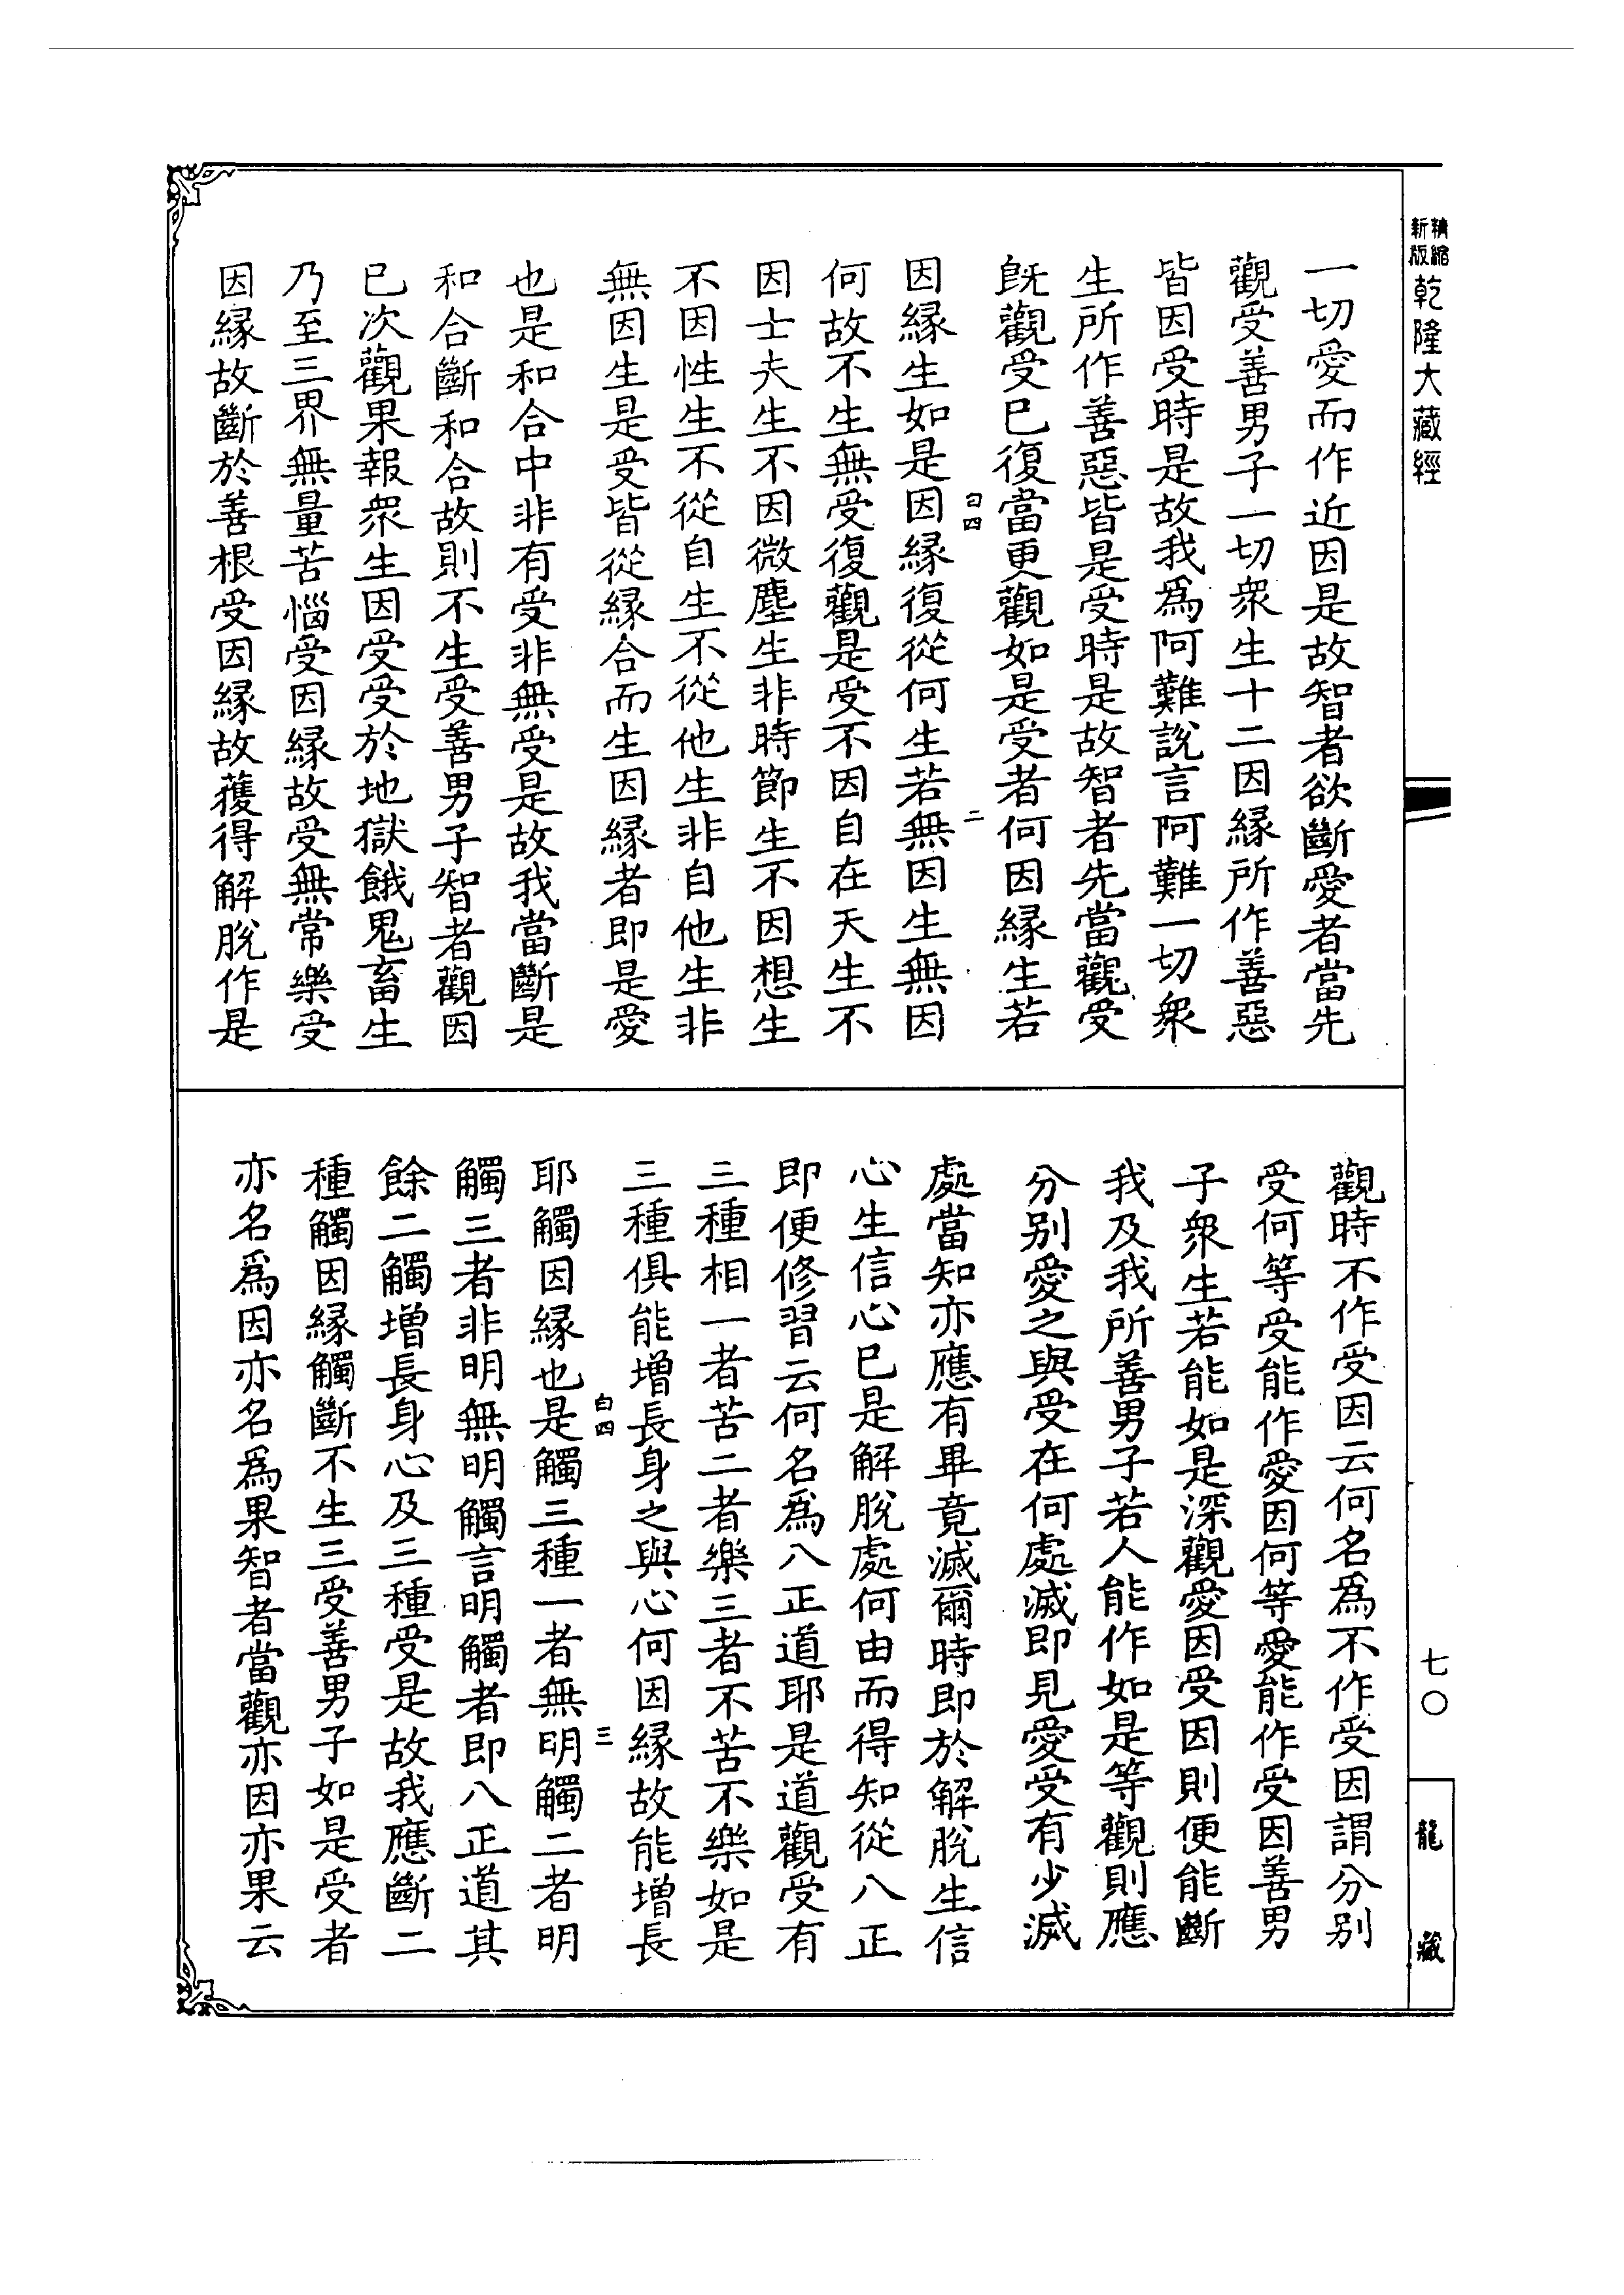 精縮新版乾隆大藏經
一切愛而作近因是故智者欲斷愛者當先
觀受善男子一切衆生十二因緣所作善惡
皆因受時是故我爲阿難說言阿難一切衆
生所作善惡皆是受時是故智者先當觀受
旣觀受已復當更觀如是受者何因緣生若
白四 二
因緣生如是因緣復從何生若無因生無因
何故不生無受復觀是受不因自在天生不
因士夫生不因微塵生非時節生不因想生
不因性生不從自生不從他生非自他生非
無因生是受皆從緣合而生因緣者即是愛
也是和合中非有受非無受是故我當斷是
和合斷和合故則不生受善男子智者觀因
已次觀果報衆生因受受於地獄餓鬼畜生
乃至三界無量苦惱受因緣故受無常樂受
因緣故斷於善根受因緣故獲得解脫作是
觀時不作受因云何名爲不作受因謂分別
受何等受能作愛因何等愛能作受因善男
子衆生若能如是深觀愛因受因則便能斷
我及我所善男子若人能作如是等觀則應
分別愛之與受在何處滅即見愛受有少滅
處當知亦應有畢竟滅爾時即於解脫生信
心生信心已是解脫處何由而得知從八正
即便修習云何名爲八正道耶是道觀受有
三種相一者苦二者樂三者不苦不樂如是
三種俱能增長身之與心何因緣故能增長
白四 三
耶觸因緣也是觸三種一者無明觸二者明
觸三者非明無明觸言明觸者即八正道其
餘二觸增長身心及三種受是故我應斷二
種觸因緣觸斷不生三受善男子如是受者
亦名爲因亦名爲果智者當觀亦因亦果云
七〇
龍藏